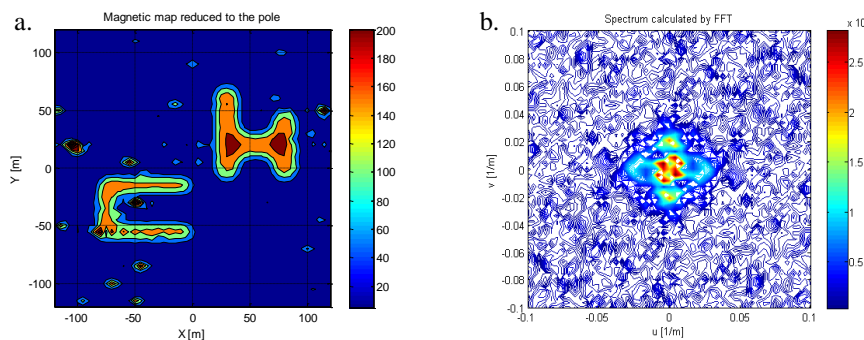 a.
Magnetic map reduced to the pole
100
50
0
-50
-100
Y [m]
-100 -50 0 50 100
X [m]
200
180
160
140
120
100
80
60
40
20
b.
Spectrum calculated by FFT
0.1
0.08
0.06
0.04
0.02
0
-0.02
-0.04
-0.06
-0.08
-0.1
v [1/m]
-0.1 -0.05 0 0.05 0.1
u [1/m]
x 10
2.5
2
1.5
1
0.5